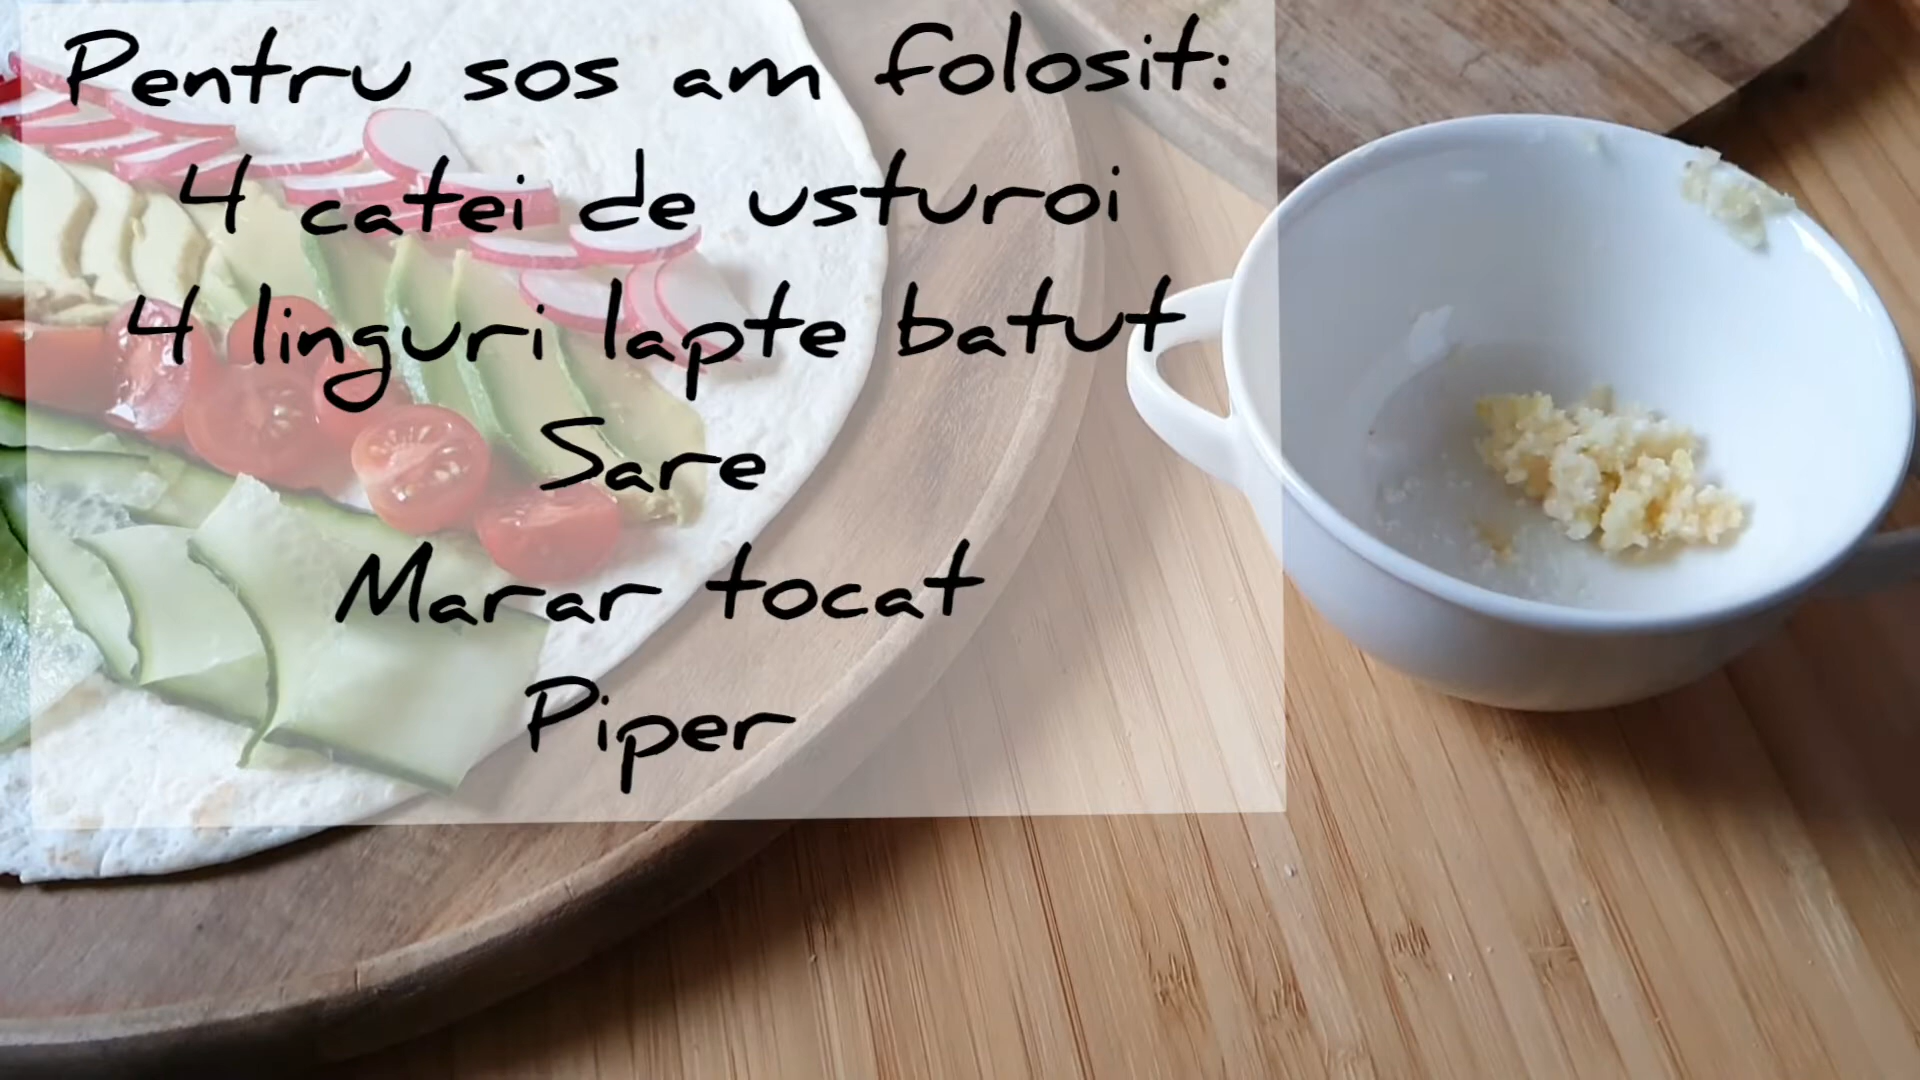 Pentru sos am folosit:
4 catei de usturoi
4 linguri lapte batut
Sare
Marar tocat
Piper